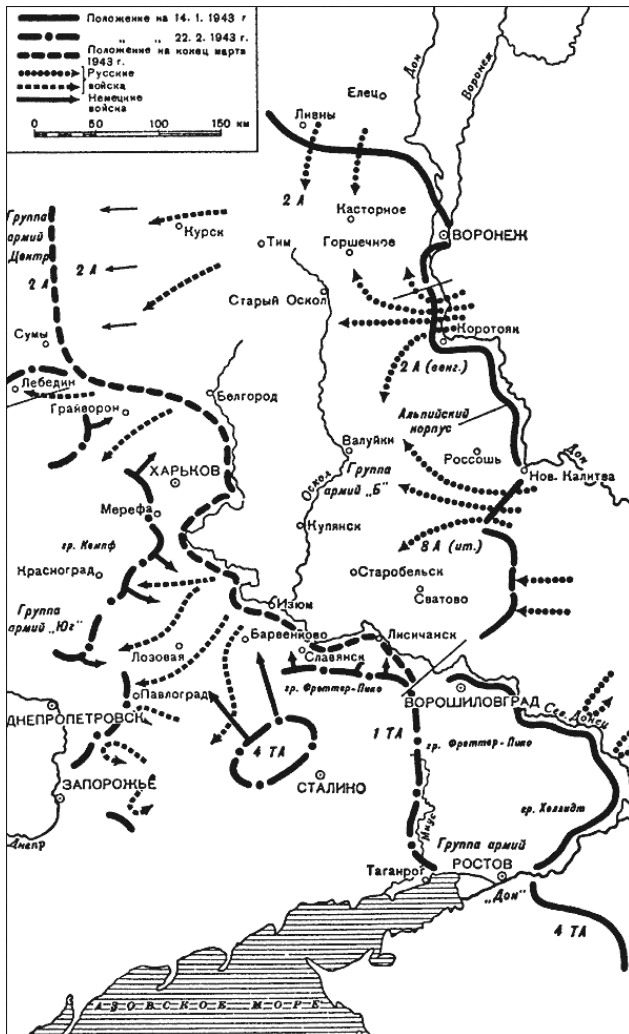 Положение на 14.1. 1943 г
" " 22.2. 1943 г.
Положение на конец марта
1943 г.
Русские
войска
Немецкие
войска
0 50 100 150 км
Дон
Воронеж
Елец
Ливны
2 А
Касторное
Группа
армий
Центр
2 А
2 А
Курск
Тим
Горшечное
ВОРОНЕЖ
Старый Оскол
Сумы
Коротояк
2 А (венг.)
Лебедин
Грайворон
Белгород
Альпийский
корпус
Валуйки
Россошь
Дон
Нов. Калитва
ХАРЬКОВ
Группа
армий „Б"
Оскол
Мерефа
Купянск
8 А (ит.)
гр. Кемпф
Красноград
Старобельск
Сватово
Изюм
Группа
армий „Юг"
Барвенково
Лисичанск
Славянск
Лозовая
гр. Фреттер-Пико
Павлоград
ВОРОШИЛОВГРАД
Сев. Донец
ДНЕПРОПЕТРОВСК
4 ТА
1 ТА
гр. Фреттер-Пико
ЗАПОРОЖЬЕ
СТАЛИНО
гр. Холлидт
Миус
Днепр
Группа армий
Таганрог
РОСТОВ
„Дон"
4 ТА
АЗОВСКОЕ МОРЕ